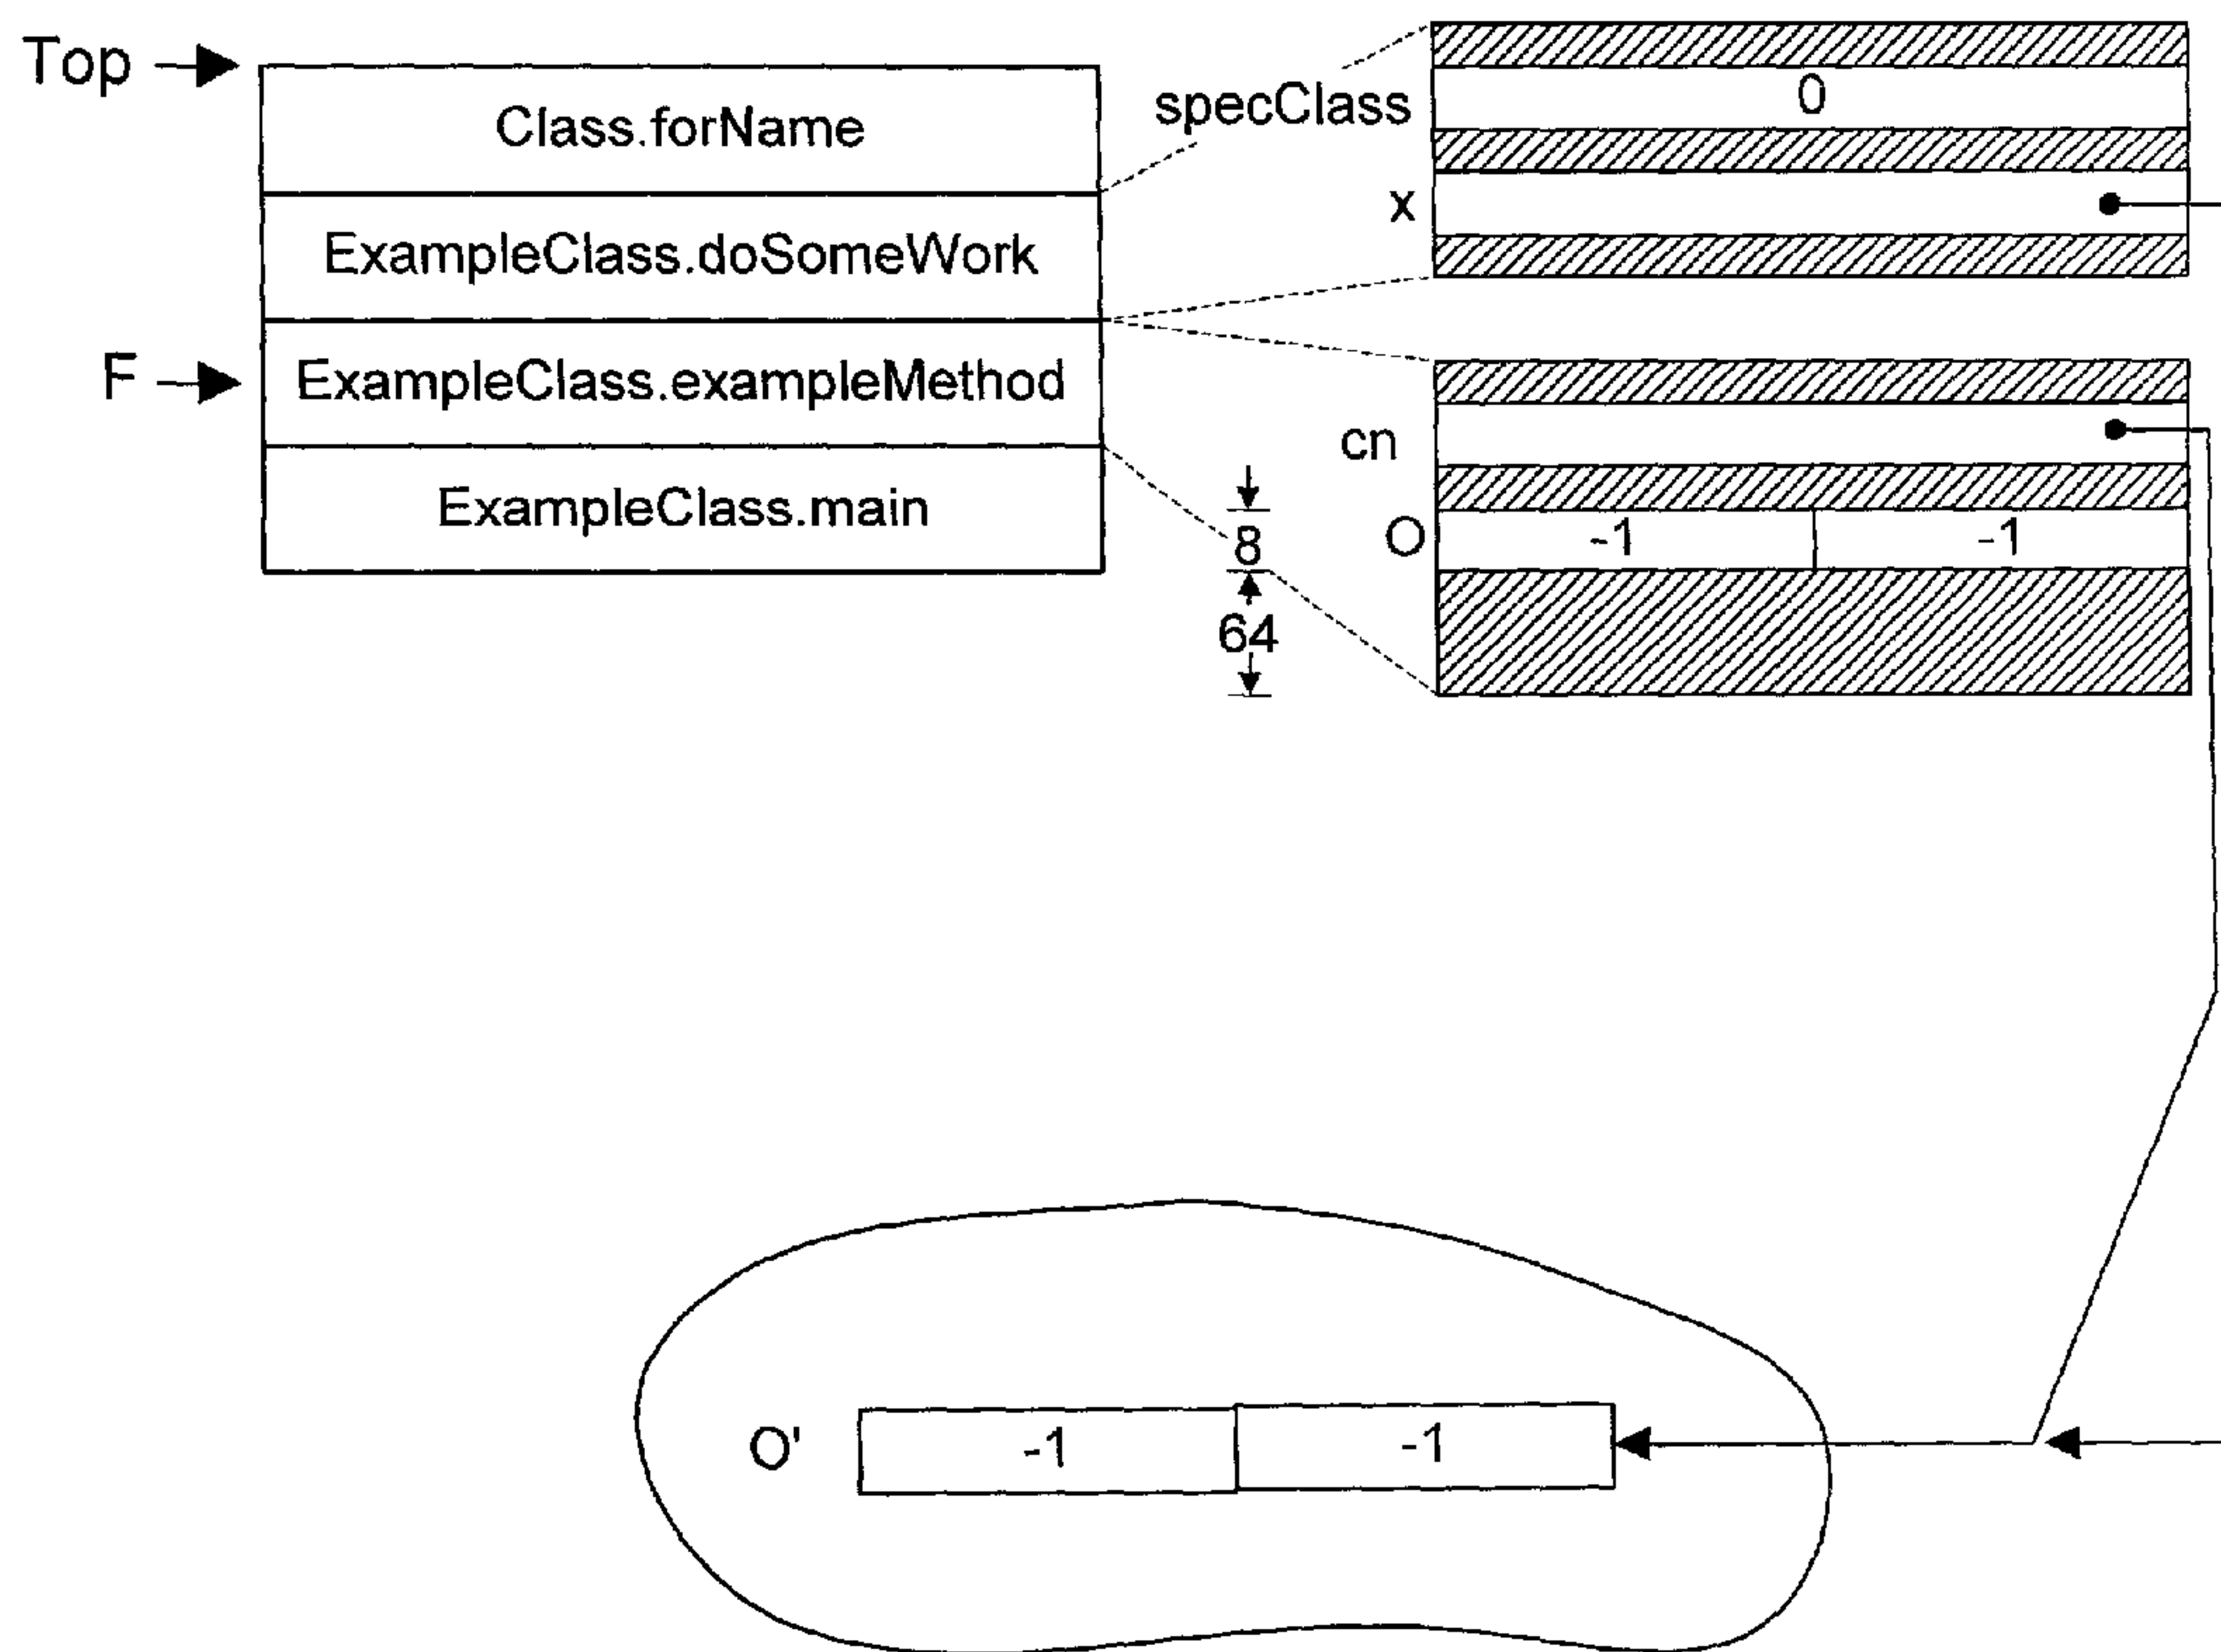 Top
Class.forName
ExampleClass.doSomeWork
F
ExampleClass.exampleMethod
ExampleClass.main
specClass
0
x
cn
8
O
-1
-1
64
O'
-1
-1